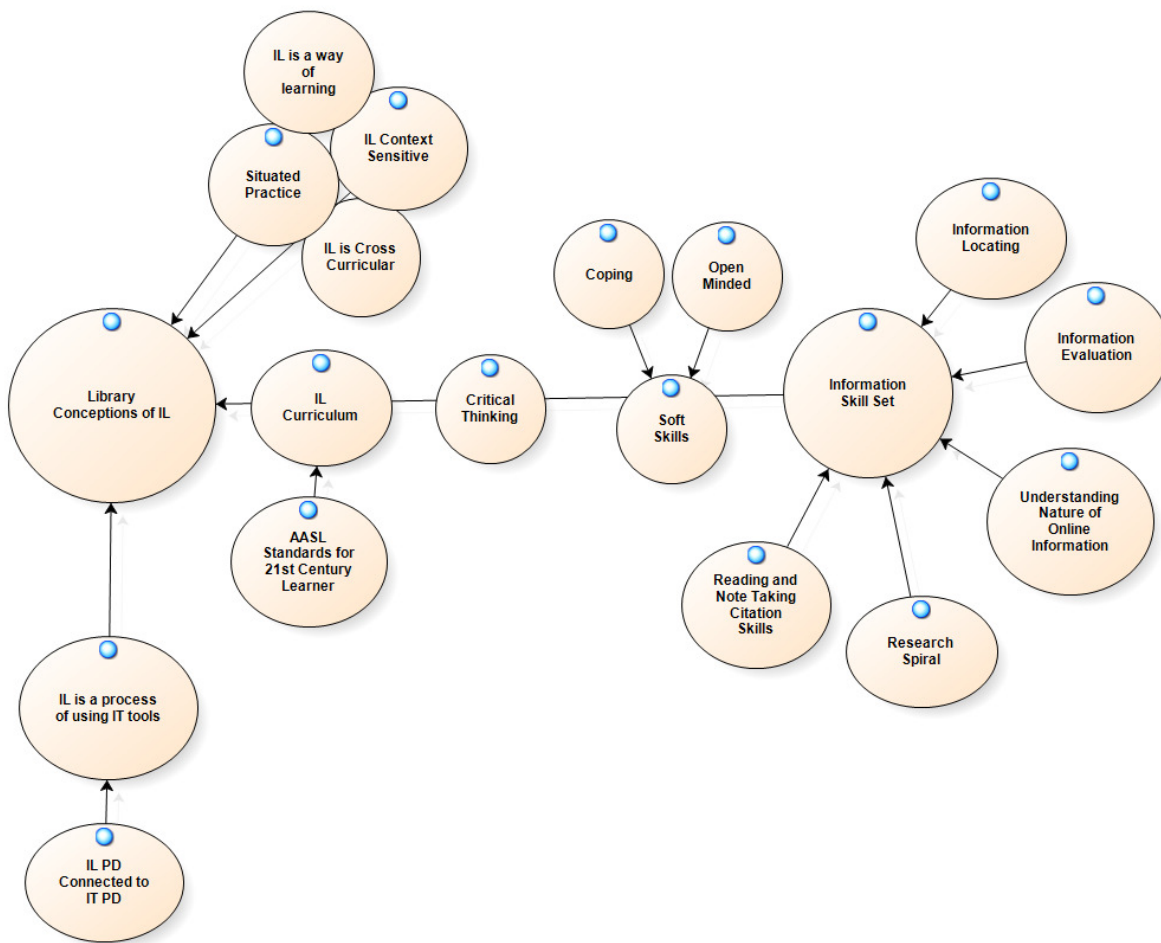 IL is a way
of
learning
IL Context
Sensitive
Situated
Practice
IL is Cross
Curricular
Information
Locating
Coping
Open
Minded
Information
Evaluation
Library
Conceptions of IL
IL
Curriculum
Critical
Thinking
Soft
Skills
Information
Skill Set
Understanding
Nature of
Online
Information
AASL
Standards for
21st Century
Learner
Reading and
Note Taking
Citation
Skills
Research
Spiral
IL is a process
of using IT tools
IL PD
Connected to
IT PD